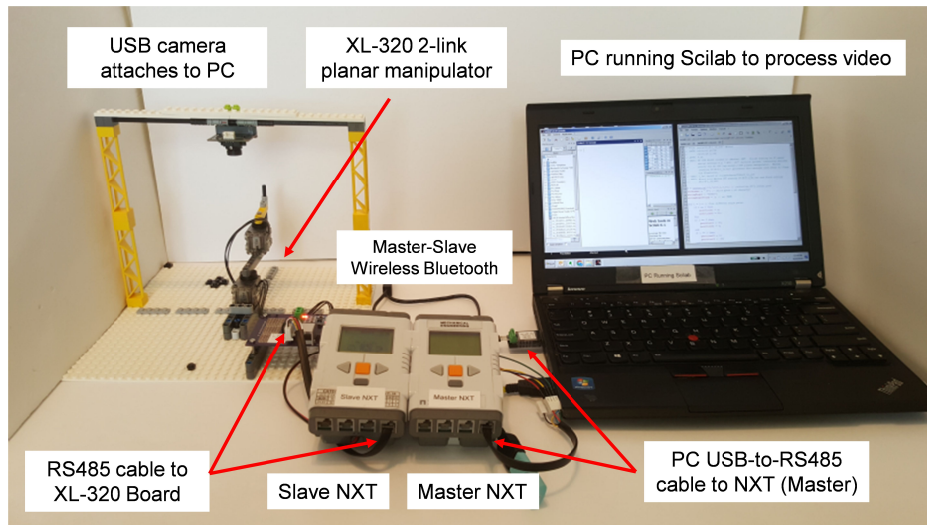 USB camera
attaches to PC
XL-320 2-link
planar manipulator
PC running Scilab to process video
Master-Slave
Wireless Bluetooth
PC Running Scilab
lenovo
ThinkPad
Slave NXT
Master NXT
RS485 cable to
XL-320 Board
Slave NXT
Master NXT
PC USB-to-RS485
cable to NXT (Master)